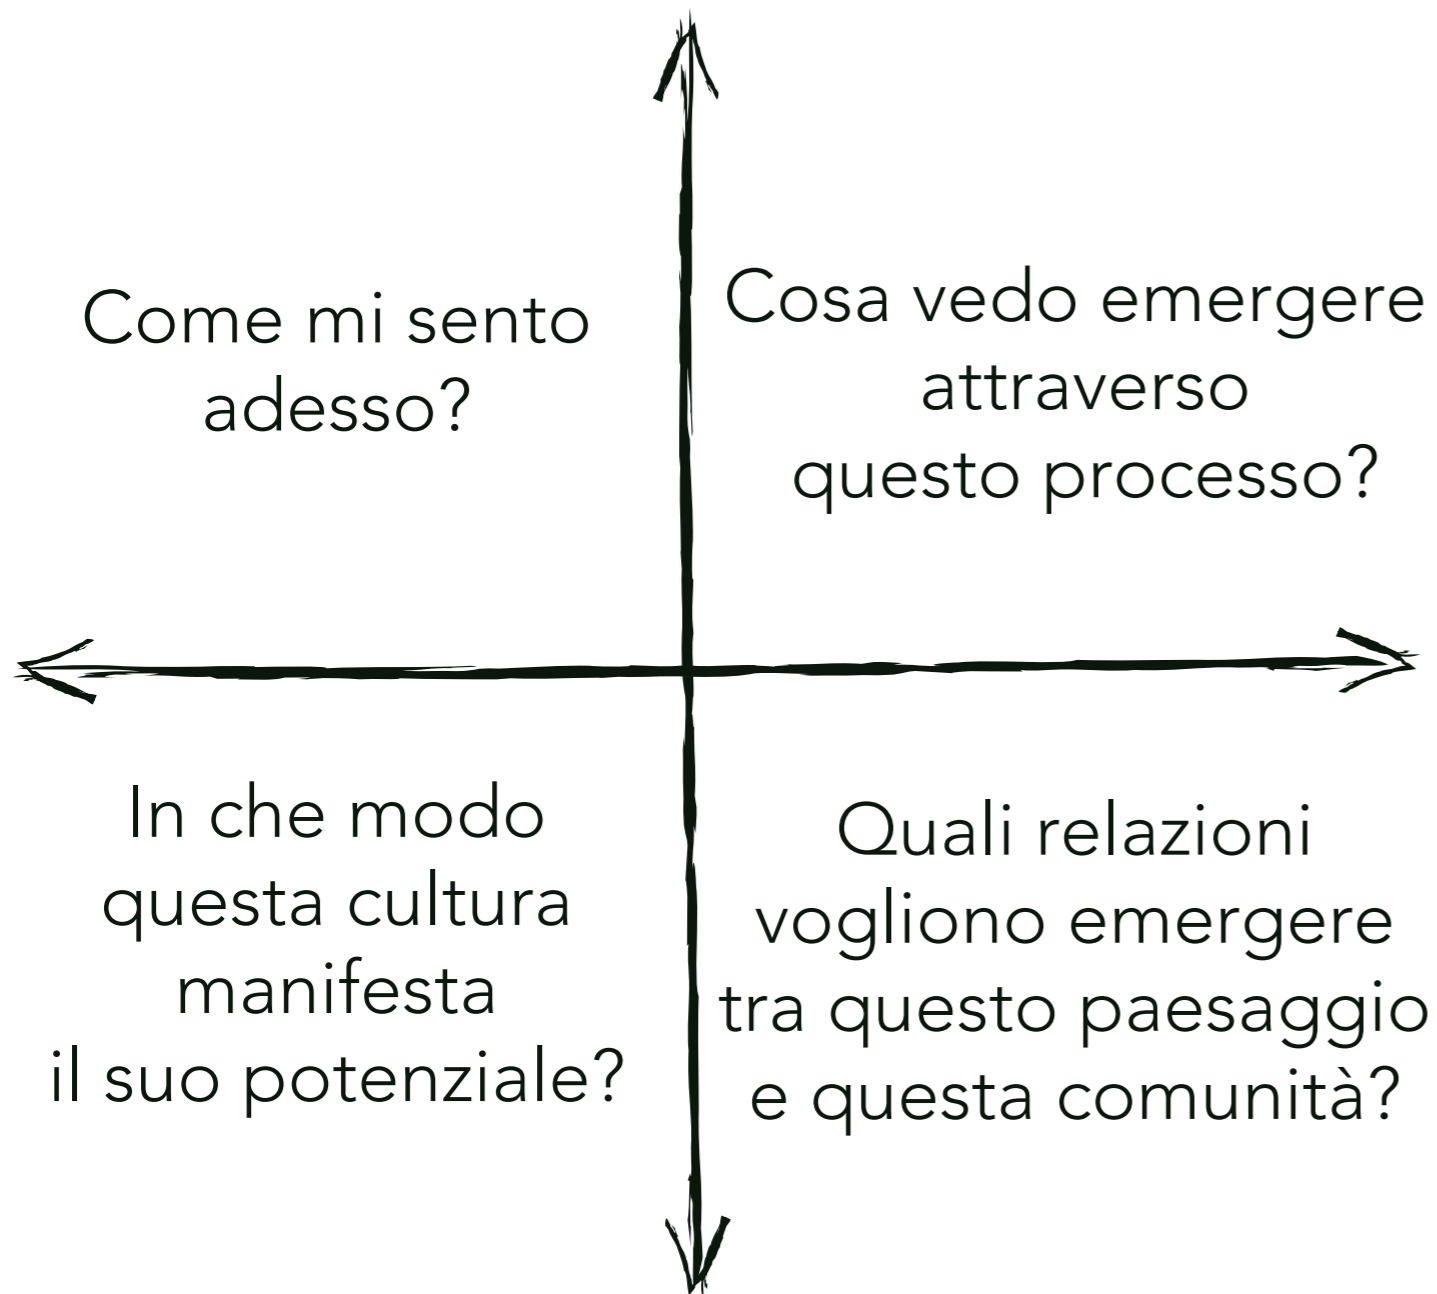 Come mi sento
adesso?
Cosa vedo emergere
attraverso
questo processo?
In che modo
questa cultura
manifesta
il suo potenziale?
Quali relazioni
vogliono emergere
tra questo paesaggio
e questa comunità?